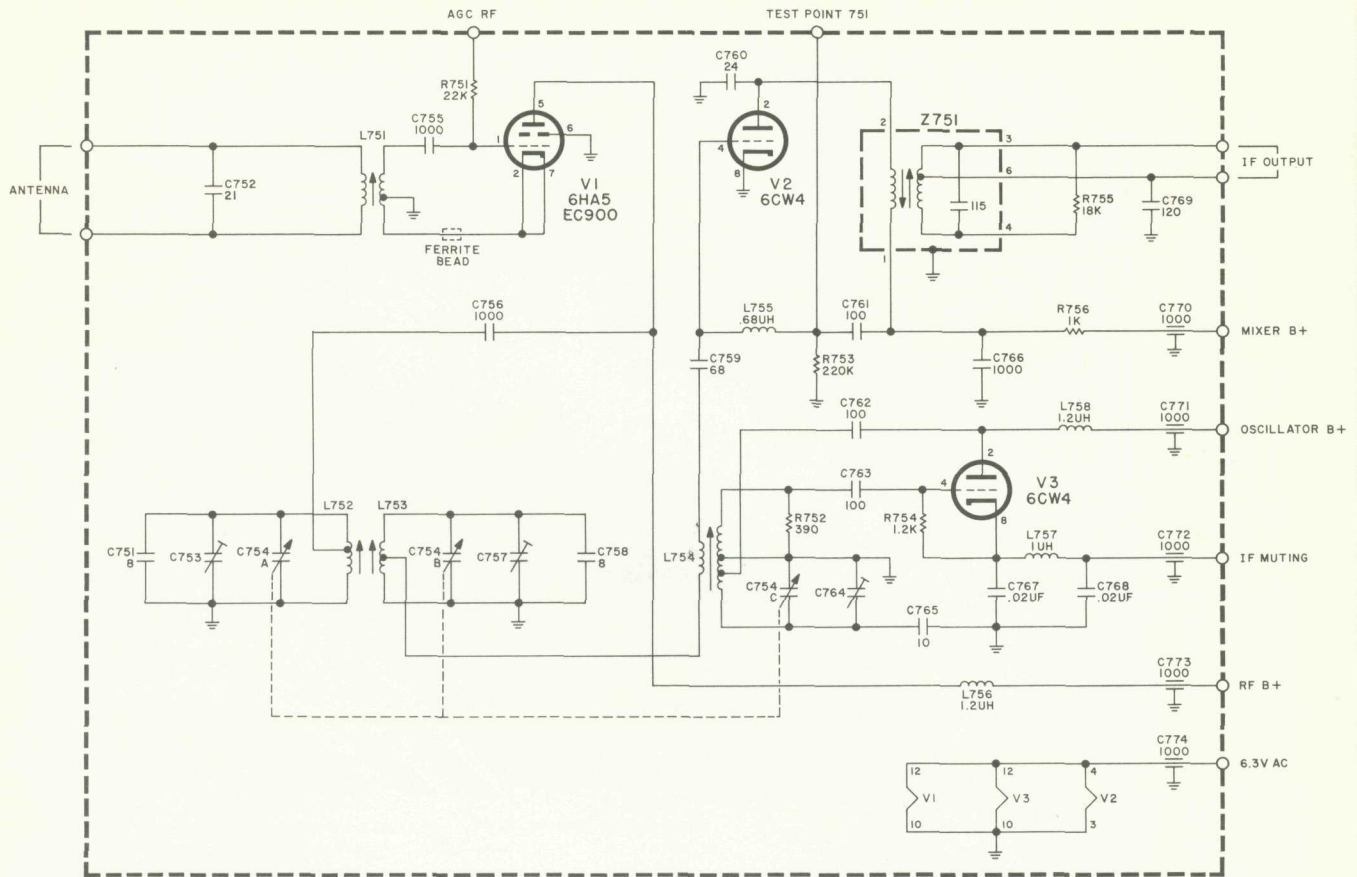 AGC RF
TEST POINT 751
C760
24
R751
22K
C755
1000
L751
5
6
1
2
7
V1
6HA5
EC900
2
4
8
V2
6CW4
2
Z751
3
6
4
1
115
IF OUTPUT
R755
18K
C769
120
ANTENNA
C752
21
FERRITE
BEAD
C756
1000
L755
.68UH
C761
100
R756
1K
C770
1000
MIXER B+
C759
68
R753
220K
C766
1000
C762
100
L758
1.2UH
C771
1000
OSCILLATOR B+
2
4
8
V3
6CW4
C763
100
R752
390
R754
1.2K
L757
1UH
C772
1000
IF MUTING
L752
L753
C751
8
C753
C754
A
C754
B
C757
C758
8
L754
C754
C
C764
C765
10
C767
.02UF
C768
.02UF
L756
1.2UH
C773
1000
RF B+
C774
1000
6.3V AC
12
12
4
V1
V3
V2
10
10
3